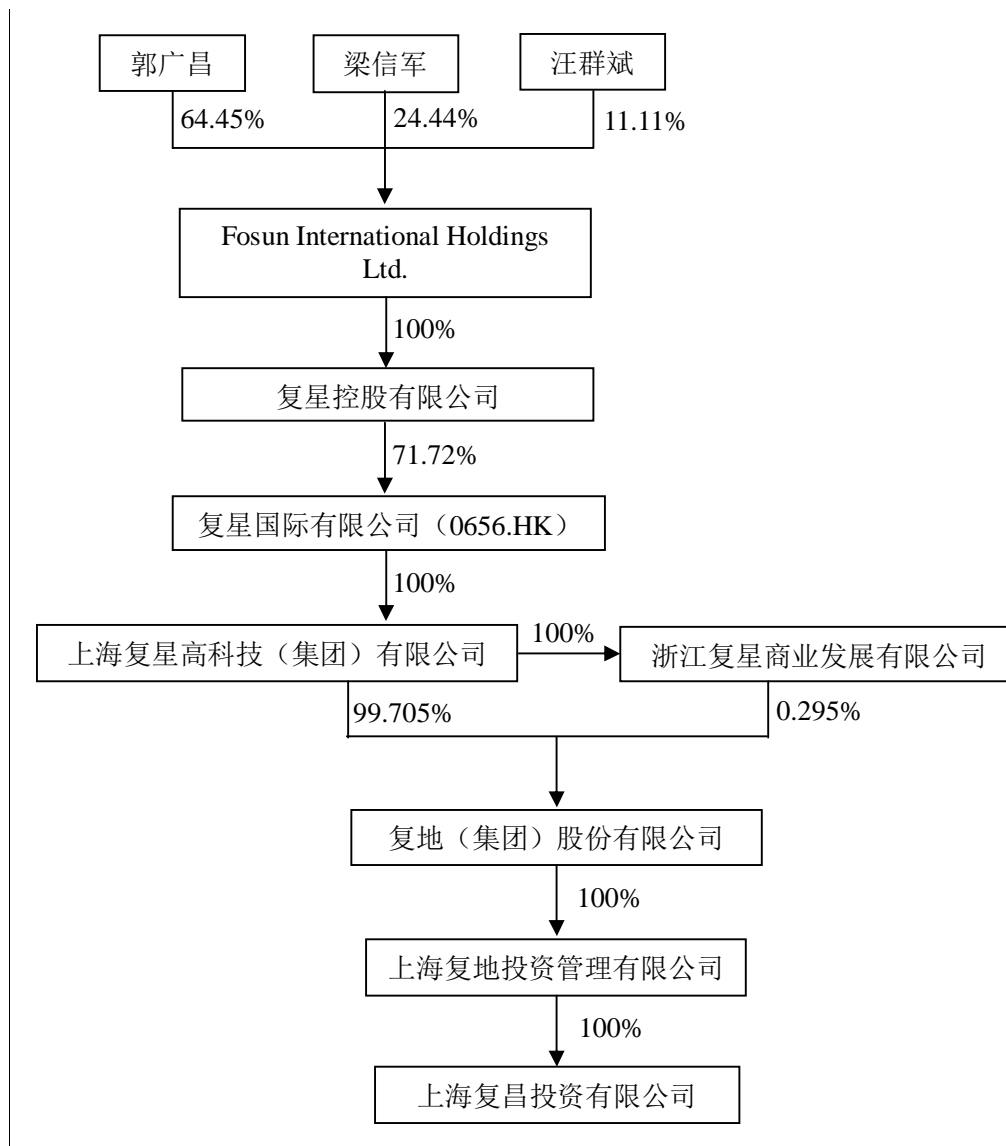 郭广昌
梁信军
汪群斌
64.45%
24.44%
11.11%
Fosun International Holdings
Ltd.
100%
复星控股有限公司
71.72%
复星国际有限公司（0656.HK）
100%
上海复星高科技（集团）有限公司
100%
浙江复星商业发展有限公司
99.705%
0.295%
复地（集团）股份有限公司
100%
上海复地投资管理有限公司
100%
上海复昌投资有限公司